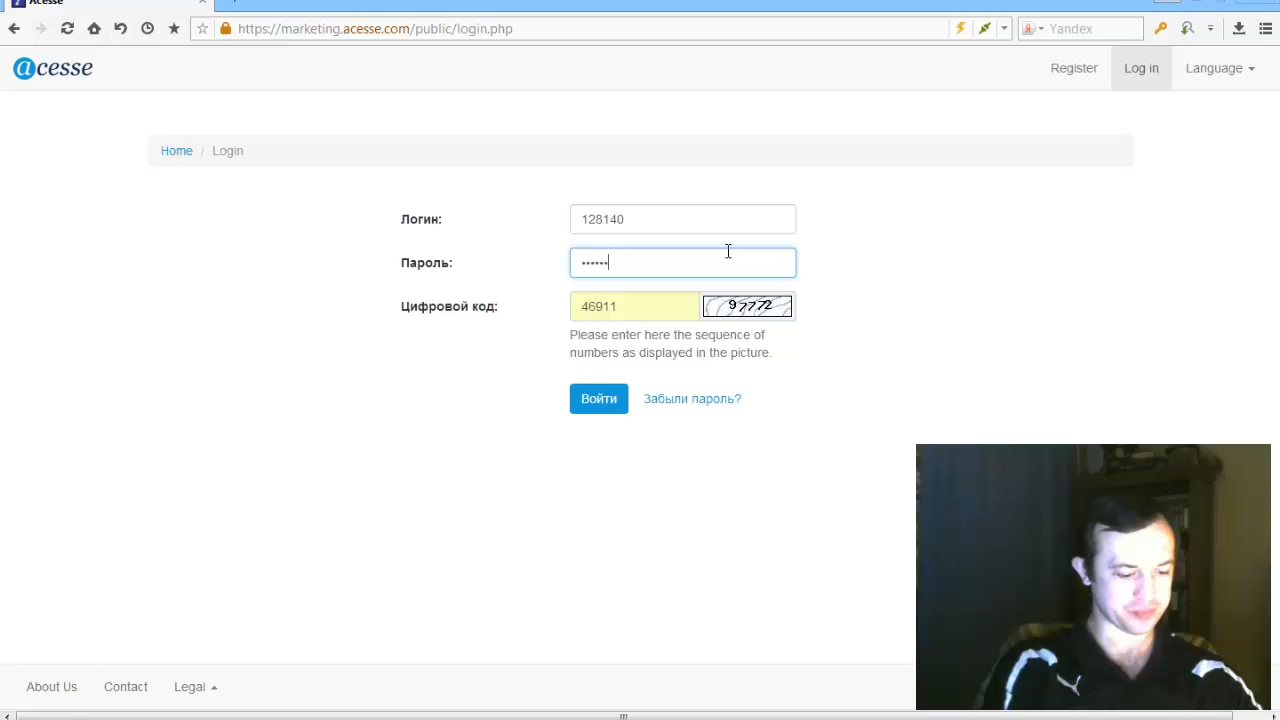 Acesse
https://marketing.acesse.com/public/login.php
Yandex
acesse
Register
Log in
Language
Home / Login
Логин:
128140
Пароль:
••••••
Цифровой код:
46911
97772
Please enter here the sequence of
numbers as displayed in the picture.
Войти
Забыли пароль?
About Us
Contact
Legal